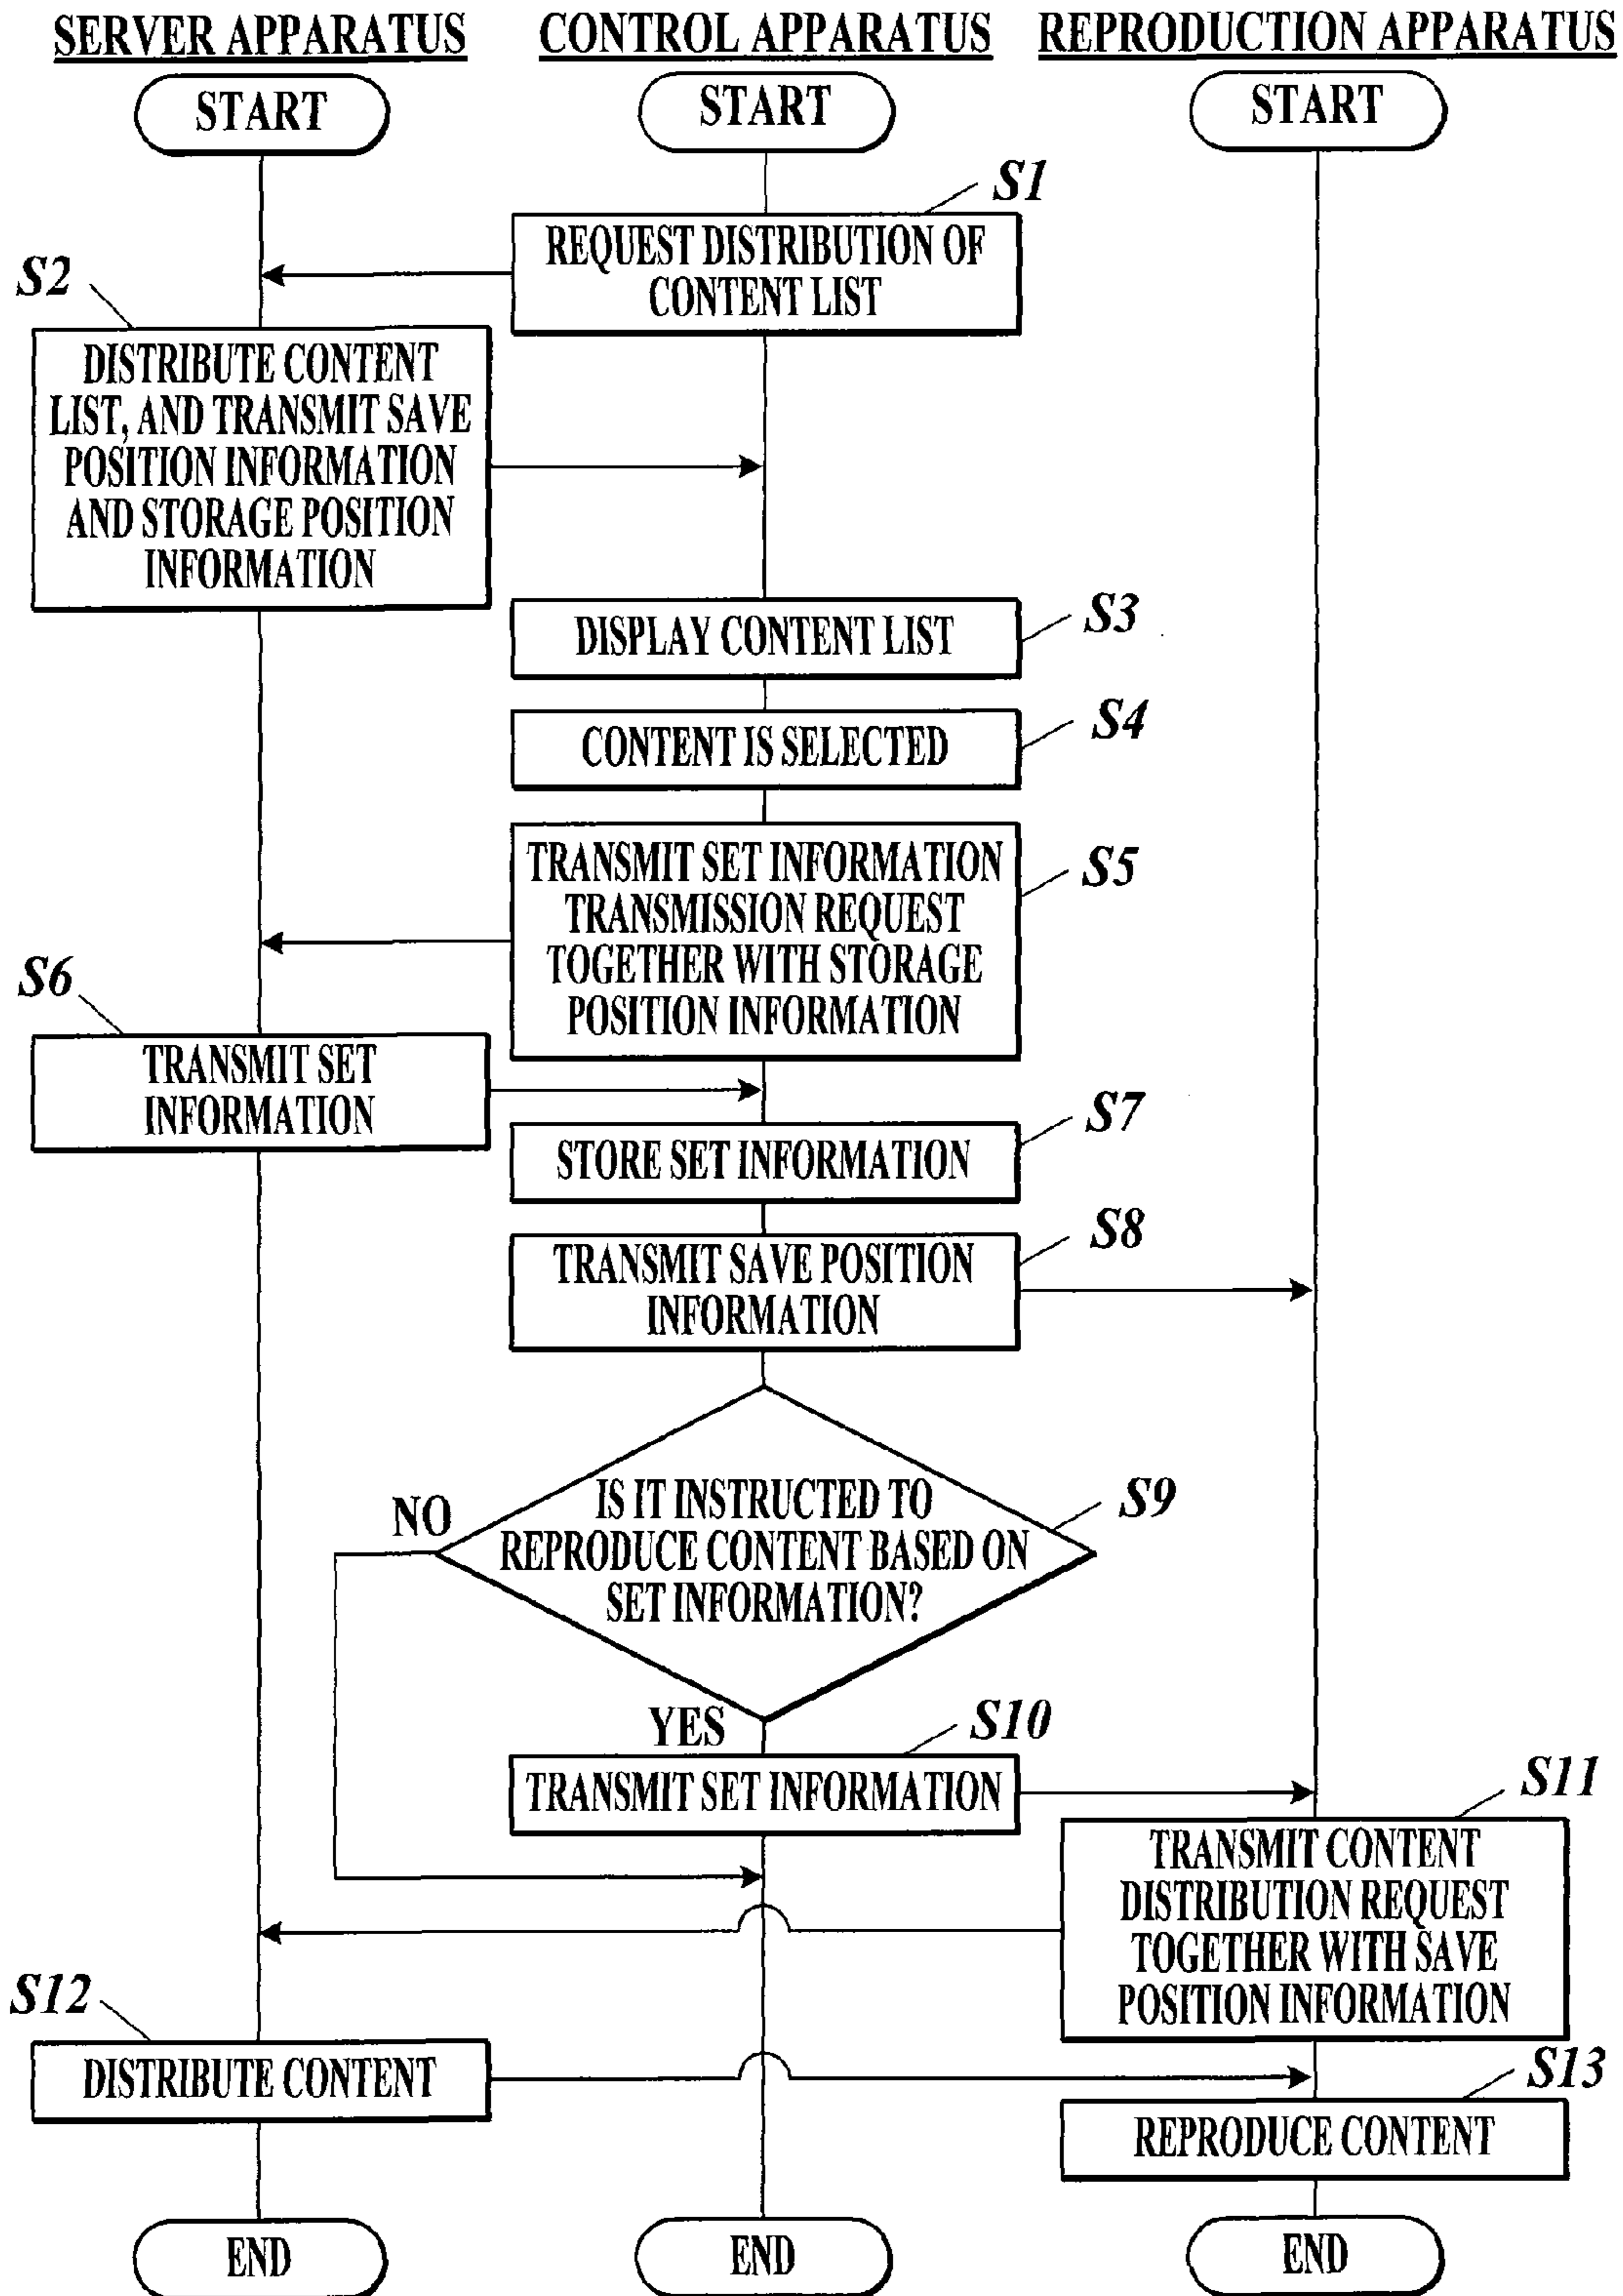 SERVER APPARATUS
CONTROL APPARATUS
REPRODUCTION APPARATUS
START
START
START
S1
REQUEST DISTRIBUTION OF
CONTENT LIST
S2
DISTRIBUTE CONTENT
LIST, AND TRANSMIT SAVE
POSITION INFORMATION
AND STORAGE POSITION
INFORMATION
S3
DISPLAY CONTENT LIST
S4
CONTENT IS SELECTED
S5
TRANSMIT SET INFORMATION
TRANSMISSION REQUEST
TOGETHER WITH STORAGE
POSITION INFORMATION
S6
TRANSMIT SET
INFORMATION
S7
STORE SET INFORMATION
S8
TRANSMIT SAVE POSITION
INFORMATION
S9
IS IT INSTRUCTED TO
REPRODUCE CONTENT BASED ON
SET INFORMATION?
NO
YES
S10
TRANSMIT SET INFORMATION
S11
TRANSMIT CONTENT
DISTRIBUTION REQUEST
TOGETHER WITH SAVE
POSITION INFORMATION
S12
DISTRIBUTE CONTENT
S13
REPRODUCE CONTENT
END
END
END